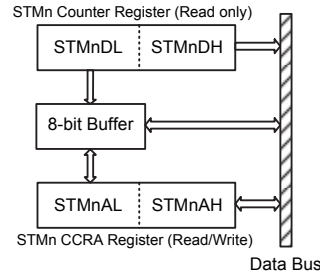 STMn Counter Register (Read only)
STMnDL STMnDH
8-bit Buffer
STMnAL STMnAH
STMn CCRA Register (Read/Write)
Data Bus